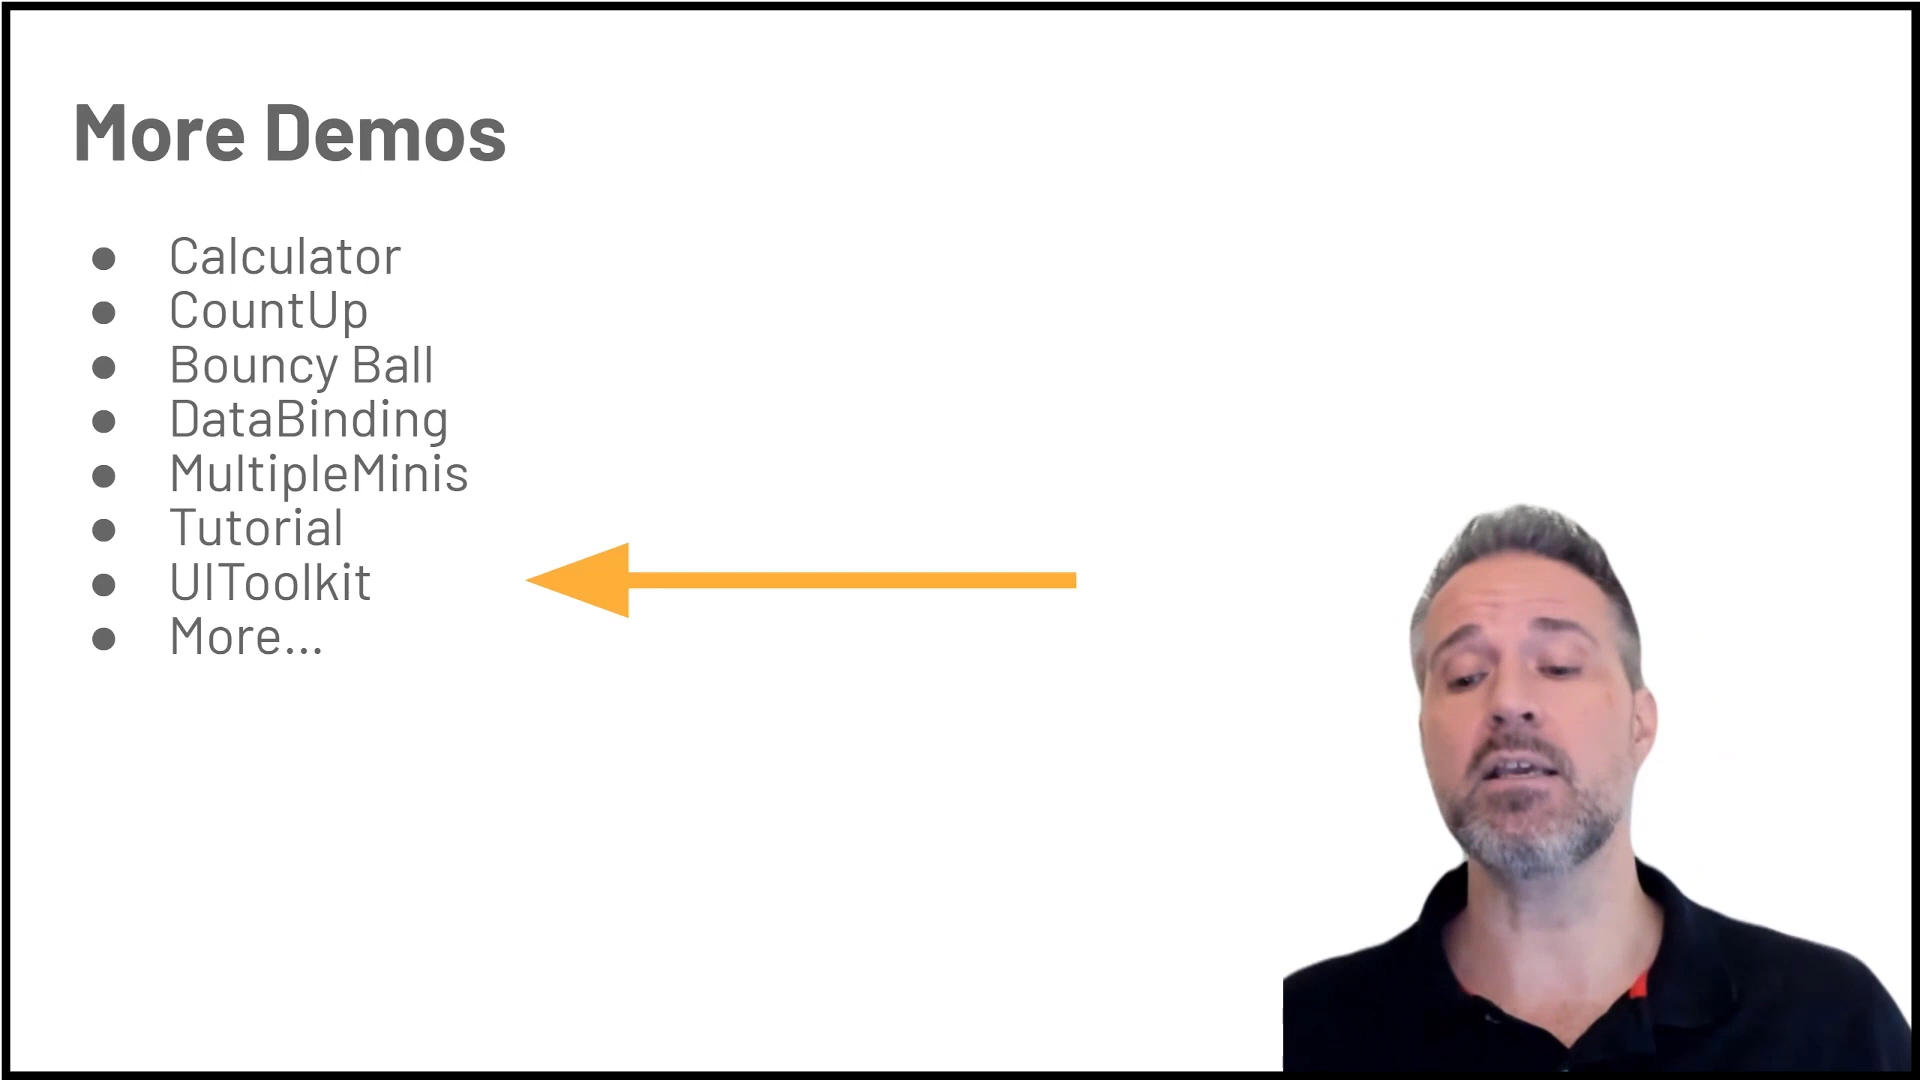 More Demos
● Calculator
● CountUp
● Bouncy Ball
● DataBinding
● MultipleMinis
● Tutorial
● UIToolkit
● More...